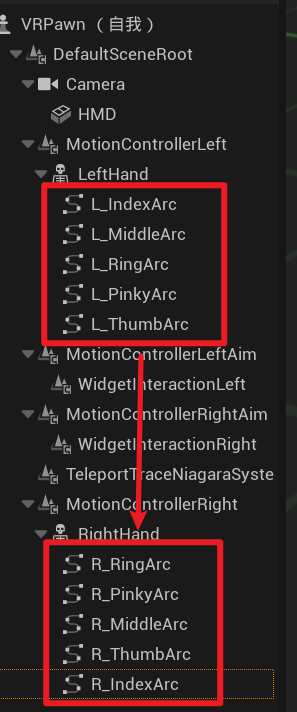 VRPawn （自我）
DefaultSceneRoot
Camera
HMD
MotionControllerLeft
LeftHand
L_IndexArc
L_MiddleArc
L_RingArc
L_PinkyArc
L_ThumbArc
MotionControllerLeftAim
WidgetInteractionLeft
MotionControllerRightAim
WidgetInteractionRight
TeleportTraceNiagaraSyste
MotionControllerRight
RightHand
R_RingArc
R_PinkyArc
R_MiddleArc
R_ThumbArc
R_IndexArc